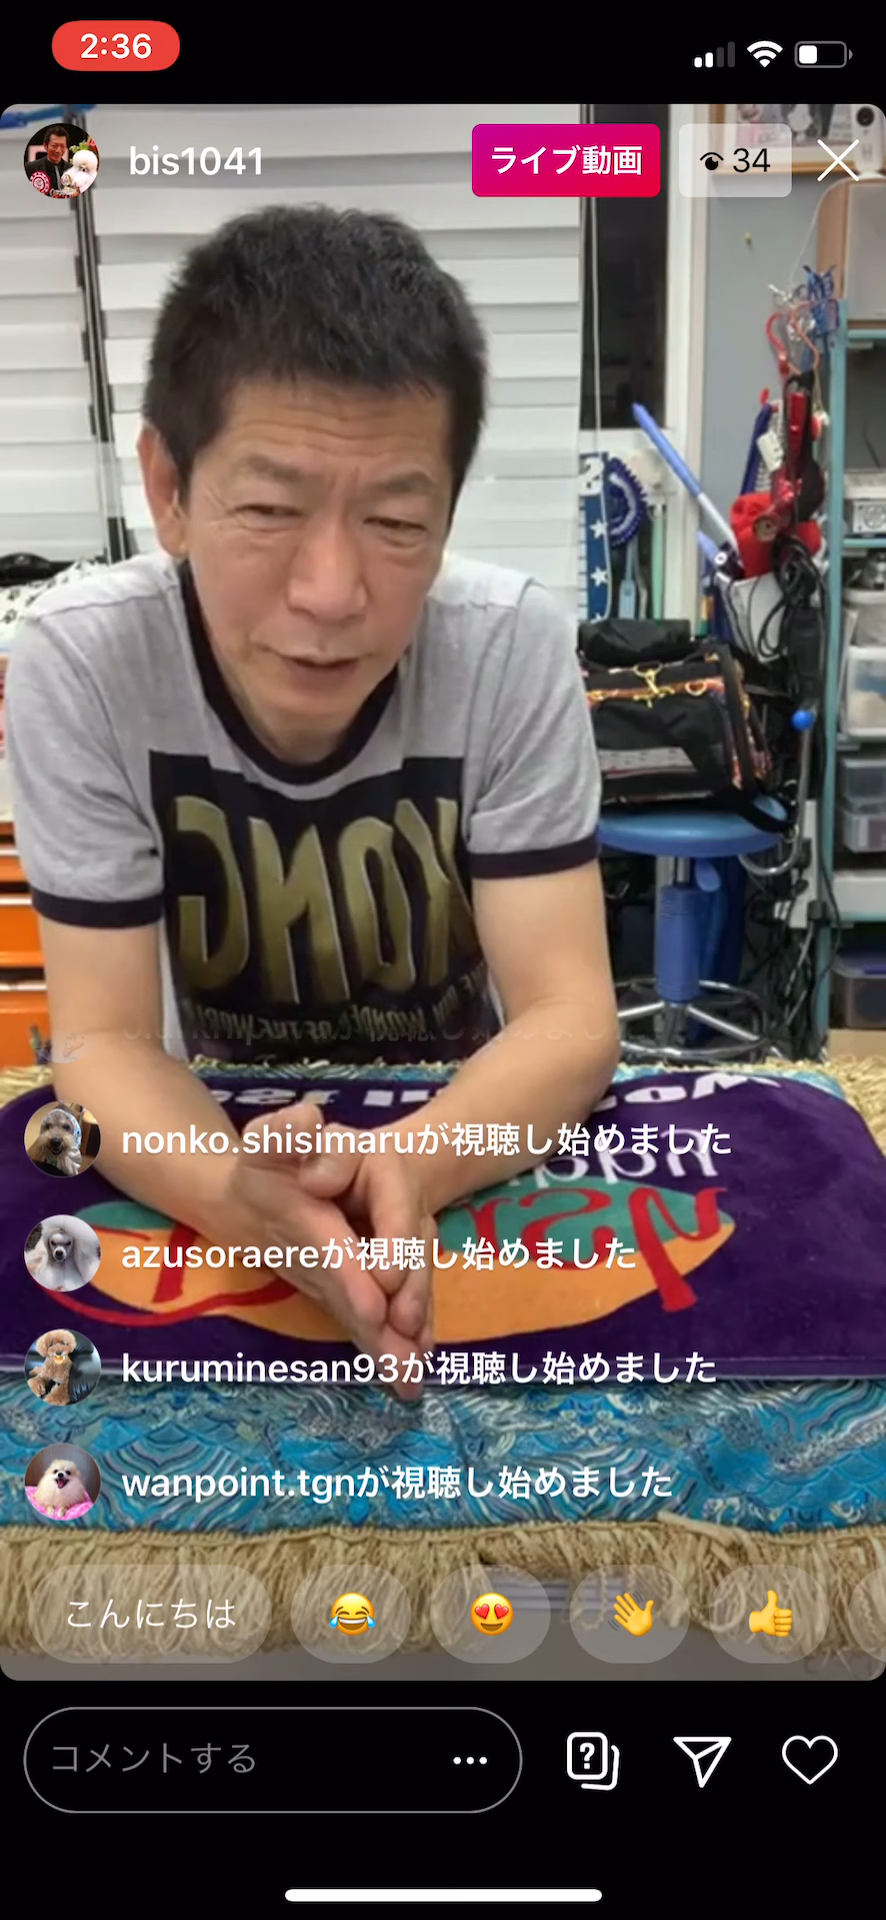 2:36
bis1041
ライブ動画
34
KONG
nonko.shisimaruが視聴し始めました
azusoraereが視聴し始めました
kuruminesan93が視聴し始めました
wanpoint.tgnが視聴し始めました
こんにちは
コメントする